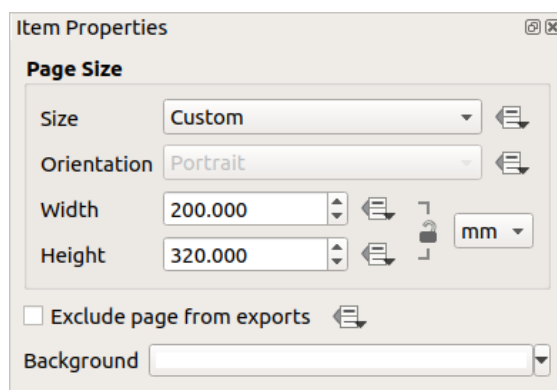 Item Properties
Page Size
Size Custom
Orientation Portrait
Width 200.000
mm
Height 320.000
Exclude page from exports
Background